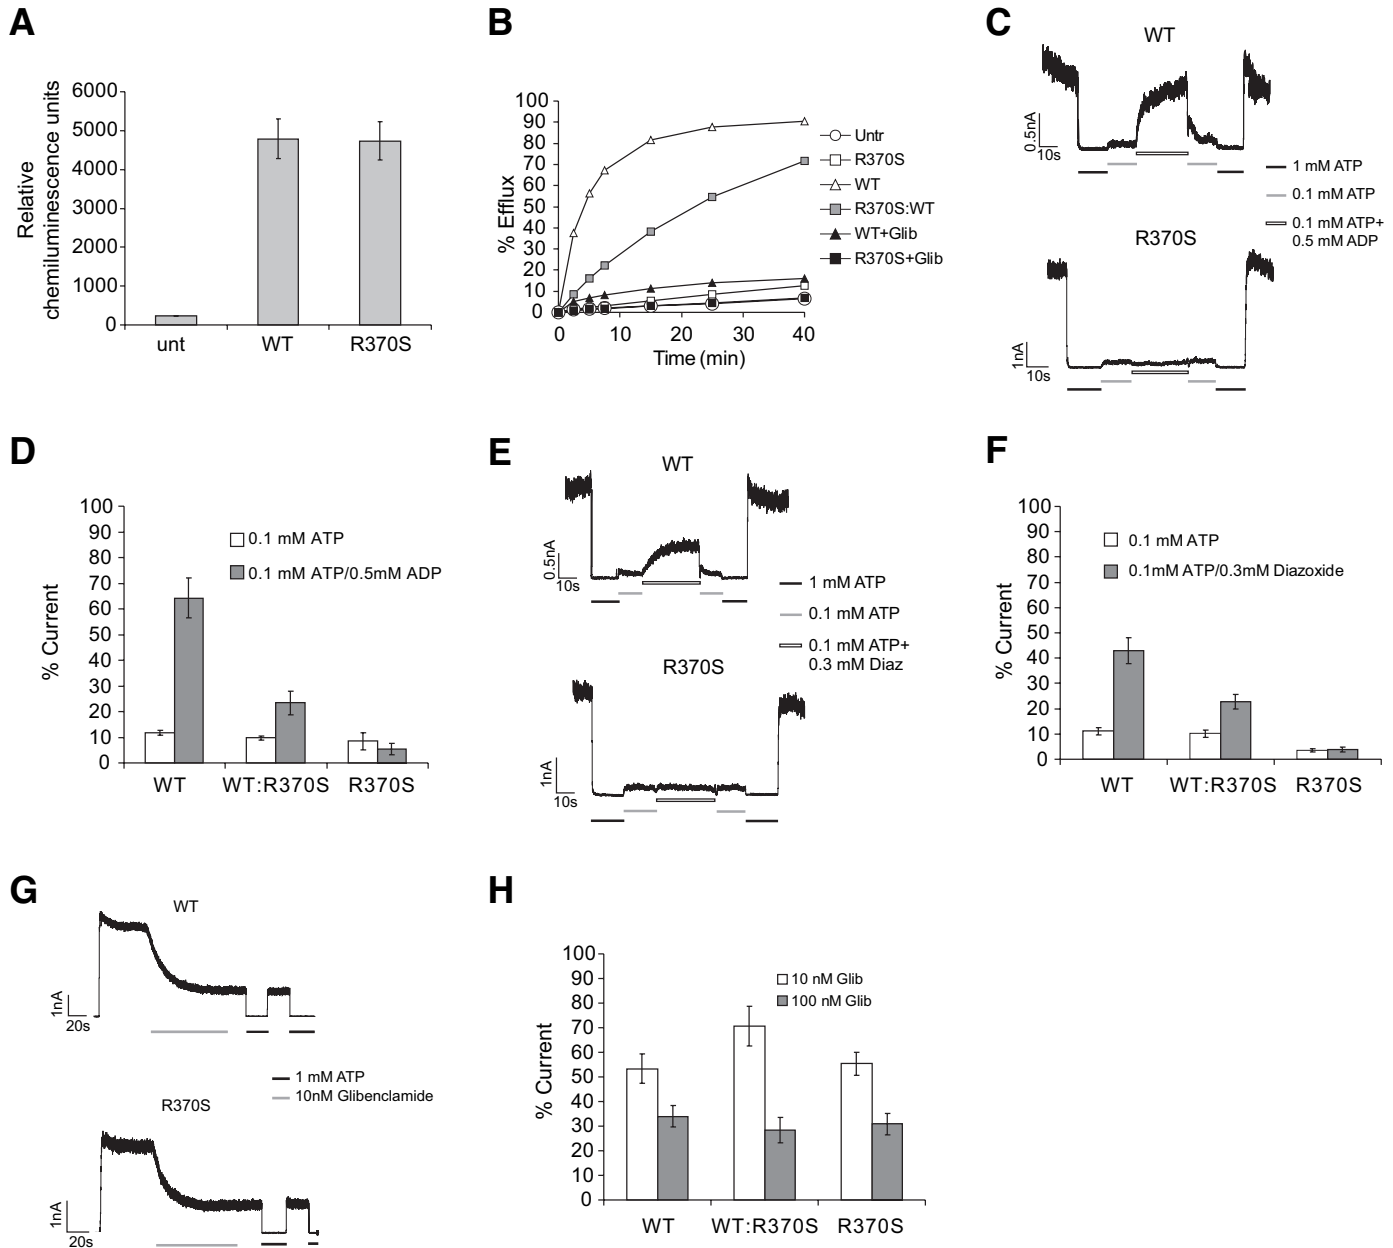 A
Relative
chemiluminescence units
6000
5000
4000
3000
2000
1000
0
unt
WT
R370S
B
% Efflux
100
90
80
70
60
50
40
30
20
10
0
0
10
20
30
40
Time (min)
Untr
R370S
WT
R370S:WT
WT+Glib
R370S+Glib
C
WT
0.5nA
10s
1 mM ATP
0.1 mM ATP
0.1 mM ATP+
0.5 mM ADP
R370S
1nA
10s
D
% Current
100
90
80
70
60
50
40
30
20
10
0
0.1 mM ATP
0.1 mM ATP/0.5mM ADP
WT
WT:R370S
R370S
E
WT
0.5nA
10s
1 mM ATP
0.1 mM ATP
0.1 mM ATP+
0.3 mM Diaz
R370S
1nA
10s
F
% Current
100
90
80
70
60
50
40
30
20
10
0
0.1 mM ATP
0.1mM ATP/0.3mM Diazoxide
WT
WT:R370S
R370S
G
WT
1nA
20s
1 mM ATP
10nM Glibenclamide
R370S
1nA
20s
H
% Current
100
90
80
70
60
50
40
30
20
10
0
10 nM Glib
100 nM Glib
WT
WT:R370S
R370S